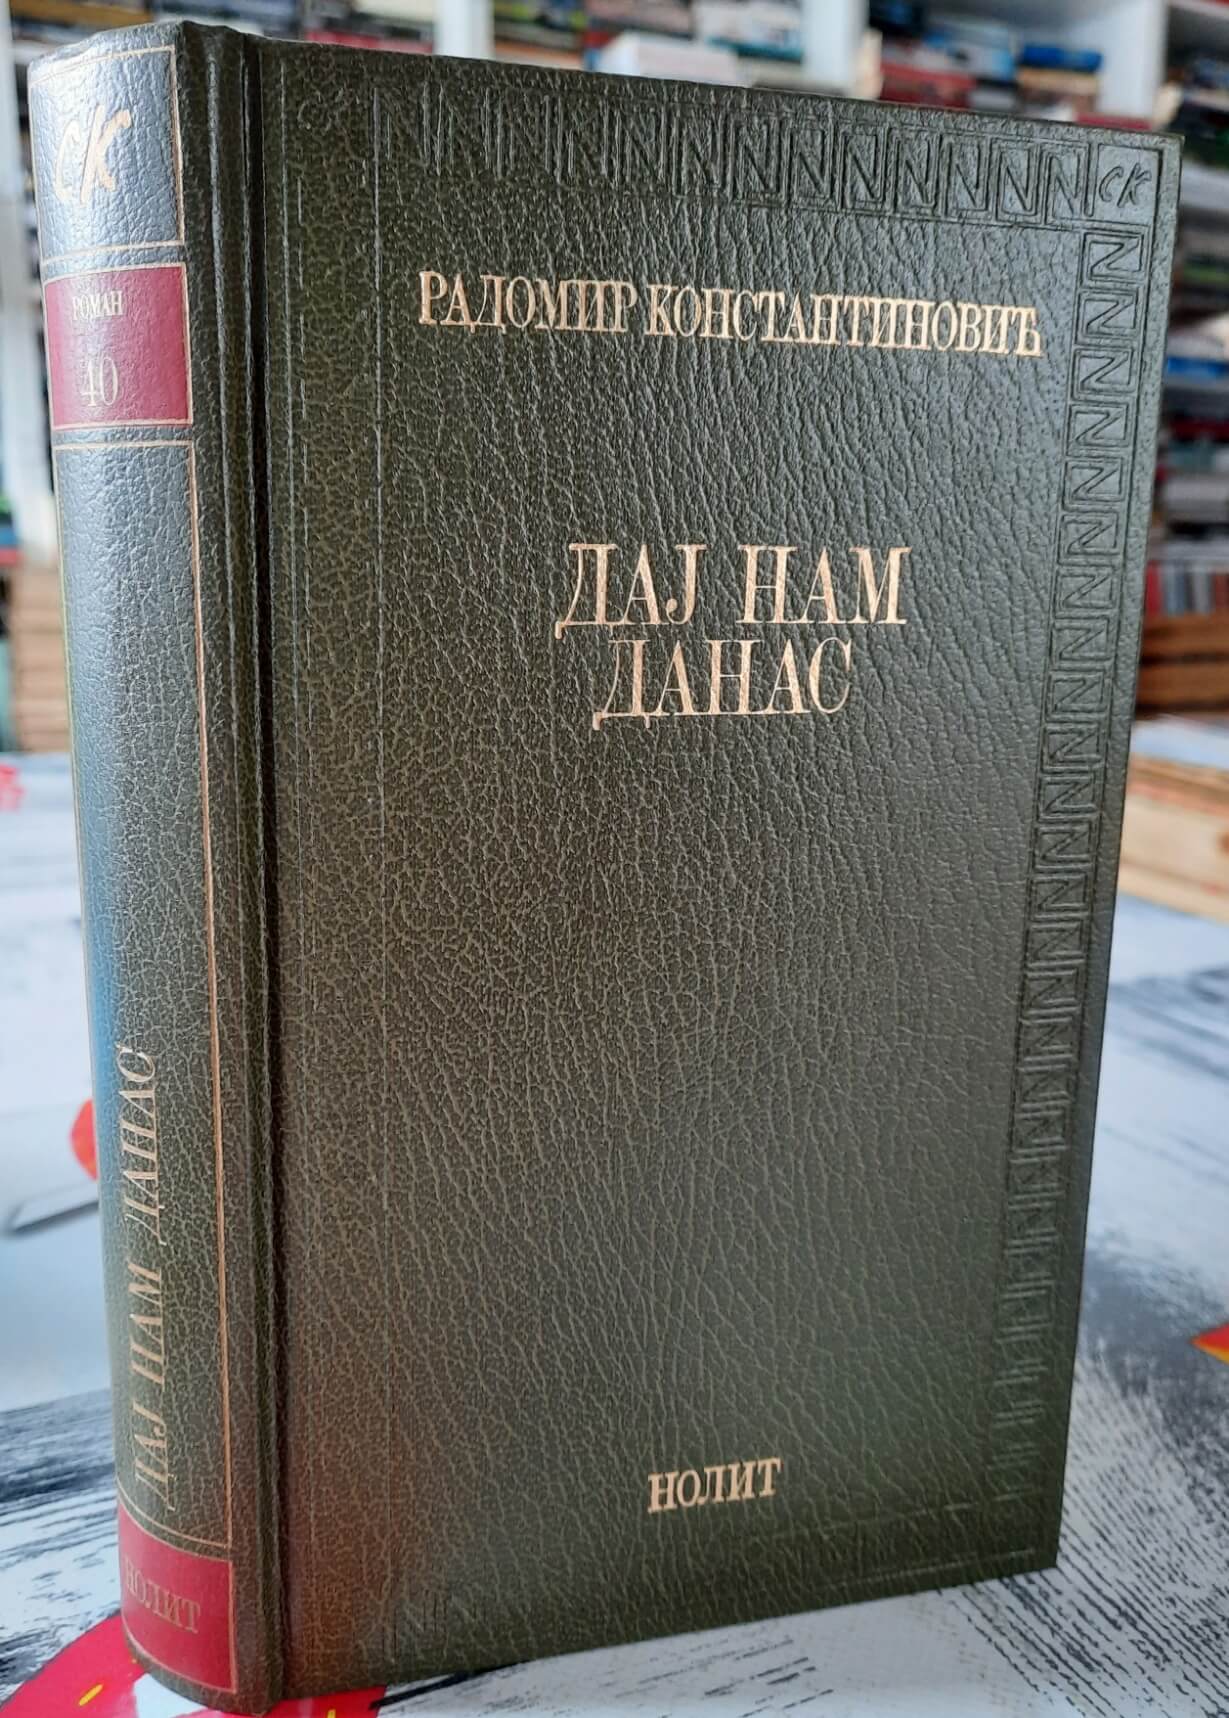 СК
РОМАН
40
ДАЈ НАМ ДАНАС
НОЛИТ
СК
РАДОМИР КОНСТАНТИНОВИЋ
ДАЈ НАМ
ДАНАС
НОЛИТ